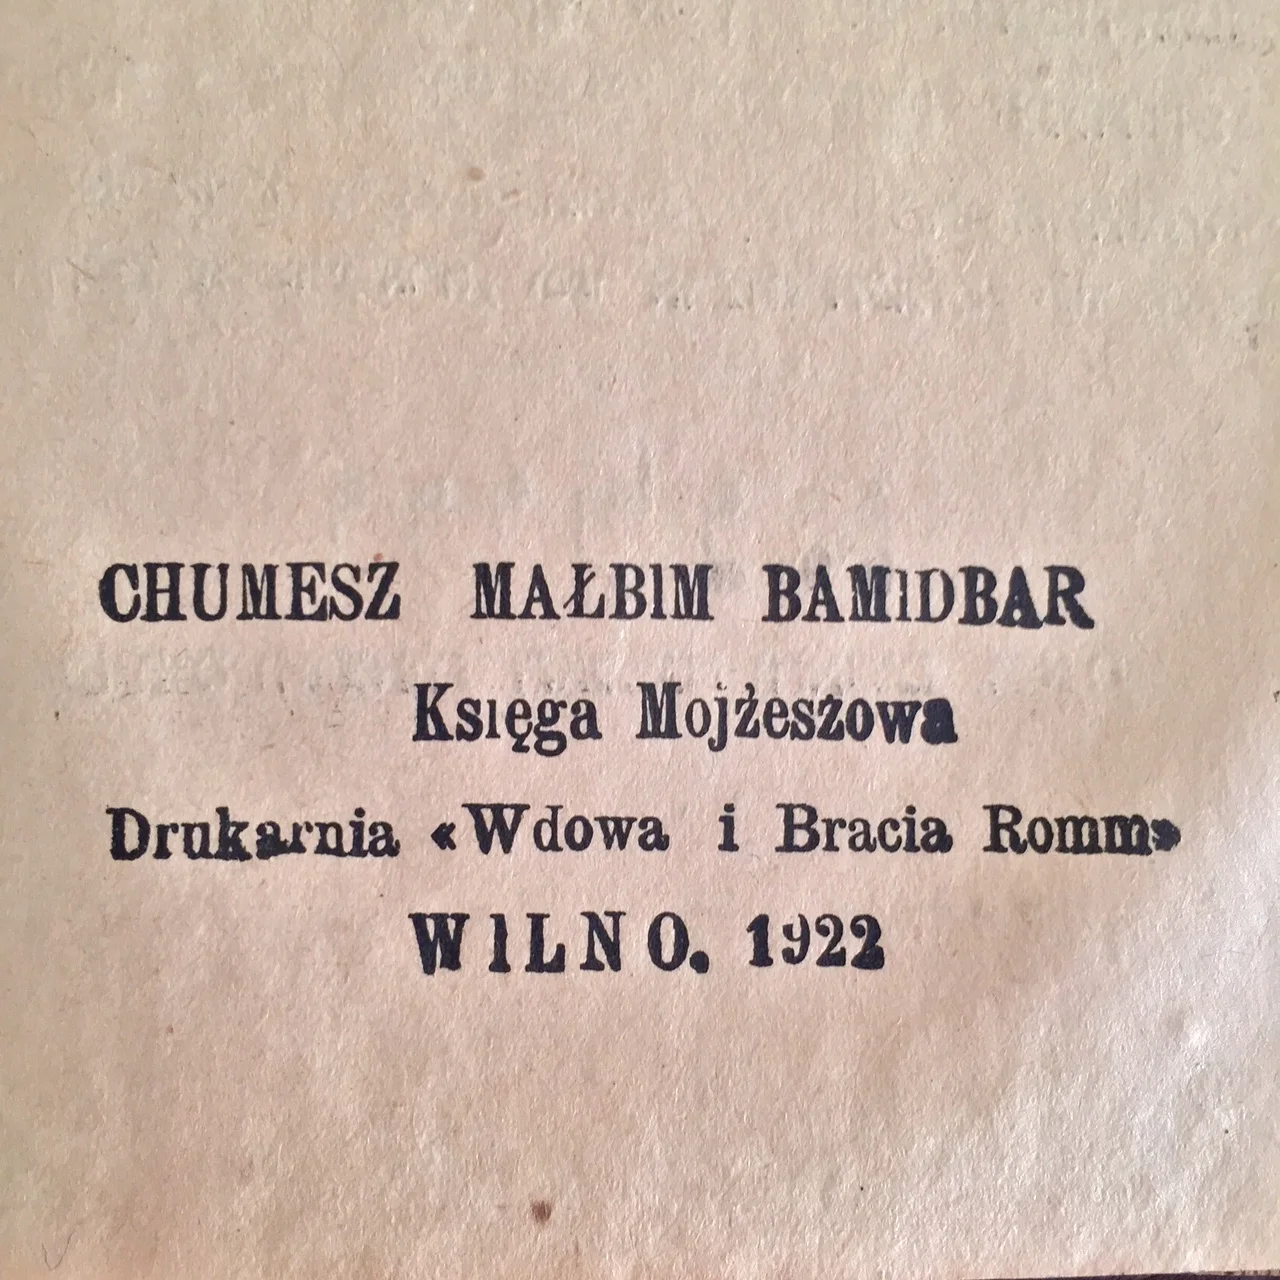 CHUMESZ MAŁBIM BAMIDBAR
Księga Mojżeszowa
Drukarnia «Wdowa i Bracia Romm»
WILNO. 1922